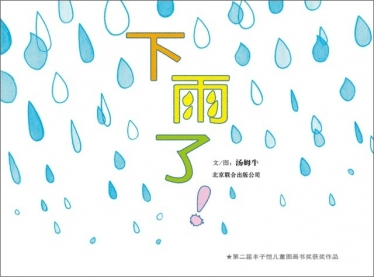 下雨了！
文/图：汤姆牛
北京联合出版公司
★第二届丰子恺儿童图画书奖获奖作品